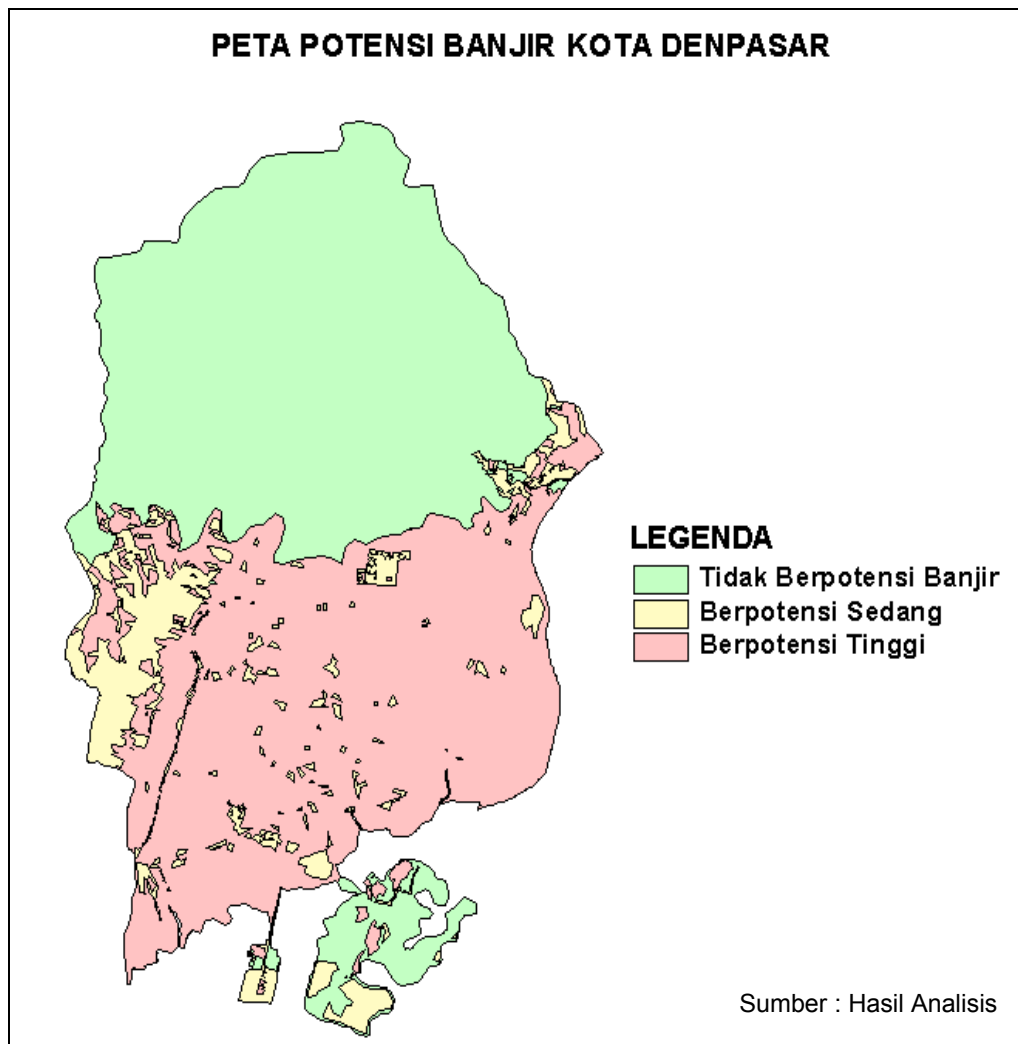 PETA POTENSI BANJIR KOTA DENPASAR
LEGENDA
Tidak Berpotensi Banjir
Berpotensi Sedang
Berpotensi Tinggi
Sumber : Hasil Analisis